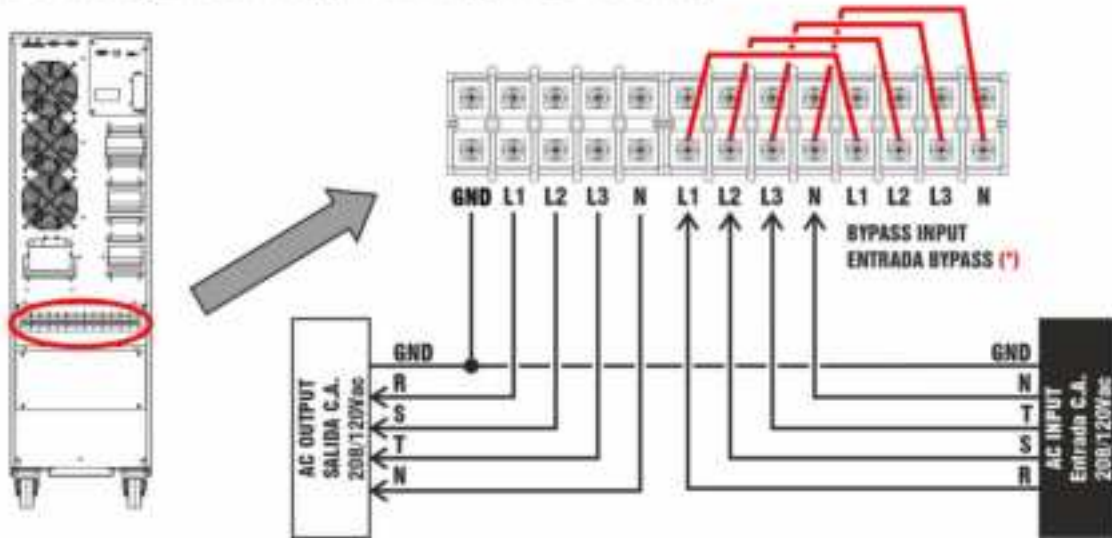 GND L1 L2 L3 N L1 L2 L3 N L1 L2 L3 N
BYPASS INPUT
ENTRADA BYPASS (*)
AC OUTPUT
SALIDA C.A.
208/120Vac
GND
R
S
T
N
GND
N
T
S
R
AC INPUT
Entrada C.A.
208/120Vac